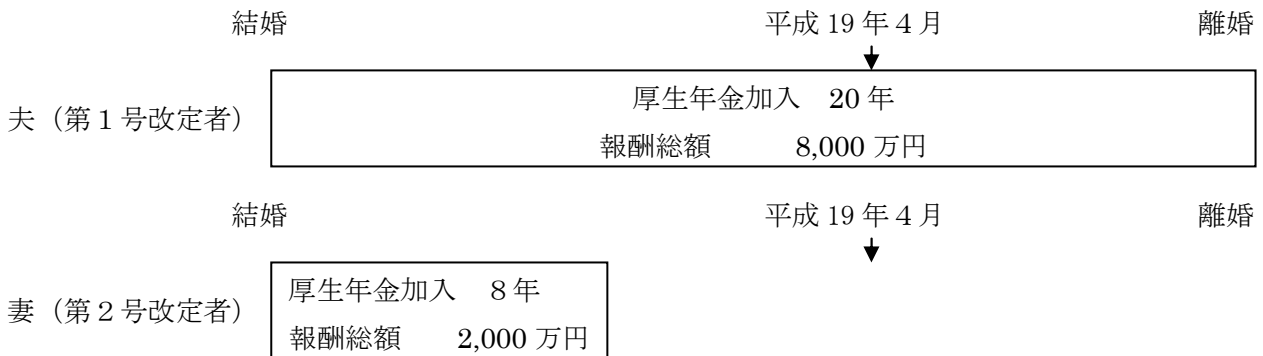 結婚 平成 19 年４月 離婚
夫（第１号改定者） 厚生年金加入 20 年
報酬総額 8,000 万円
結婚 平成 19 年４月 離婚
妻（第２号改定者） 厚生年金加入 ８年
報酬総額 2,000 万円